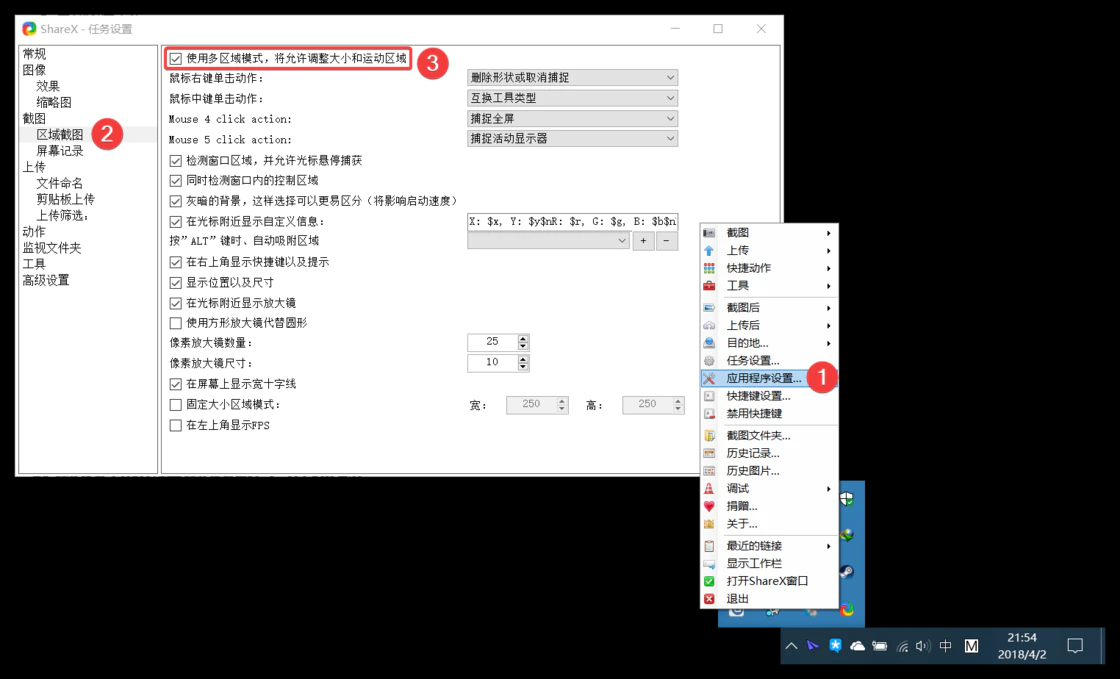 ShareX - 任务设置
常规
图像
效果
缩略图
截图
区域截图
屏幕记录
上传
文件命名
剪贴板上传
上传筛选:
动作
监视文件夹
工具
高级设置
2
使用多区域模式，将允许调整大小和运动区域
3
鼠标右键单击动作: 删除形状或取消捕捉
鼠标中键单击动作: 互换工具类型
Mouse 4 click action: 捕捉全屏
Mouse 5 click action: 捕捉活动显示器
检测窗口区域，并允许光标悬停捕获
同时检测窗口内的控制区域
灰暗的背景，这样选择可以更易区分（将影响启动速度）
在光标附近显示自定义信息: X: $x, Y: $y$nR: $r, G: $g, B: $b$n
按"ALT"键时、自动吸附区域 + −
在右上角显示快捷键以及提示
显示位置以及尺寸
在光标附近显示放大镜
使用方形放大镜代替圆形
像素放大镜数量: 25
像素放大镜尺寸: 10
在屏幕上显示宽十字线
固定大小区域模式: 宽: 250 高: 250
在左上角显示FPS
截图
上传
快捷动作
工具
截图后
上传后
目的地...
任务设置...
应用程序设置...
1
快捷键设置...
禁用快捷键
截图文件夹...
历史记录...
历史图片...
调试
捐赠...
关于...
最近的链接
显示工作栏
打开ShareX窗口
退出
中 M
21:54
2018/4/2